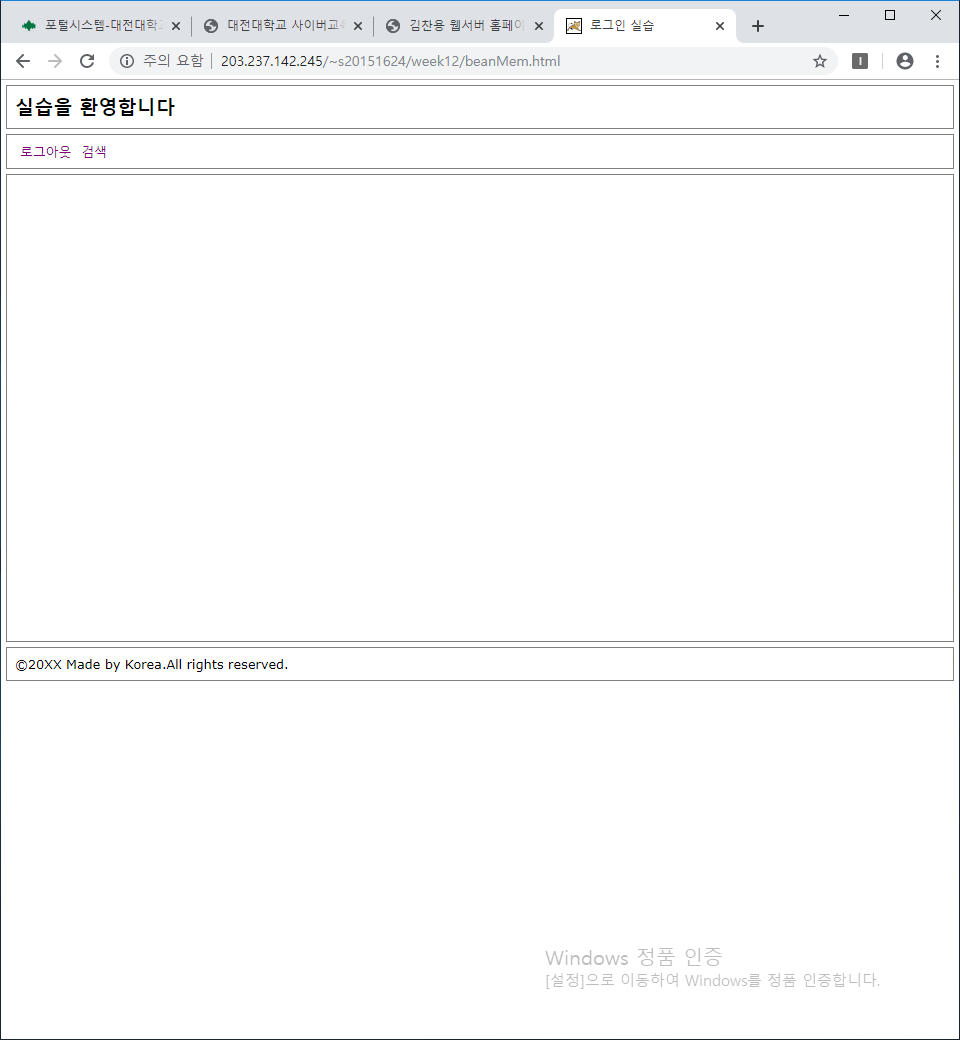 포털시스템-대전대학교
대전대학교 사이버교육
김찬용 웹서버 홈페이
로그인 실습
주의 요함
203.237.142.245/~s20151624/week12/beanMem.html
I
실습을 환영합니다
로그아웃 검색
©20XX Made by Korea.All rights reserved.
Windows 정품 인증
[설정]으로 이동하여 Windows를 정품 인증합니다.